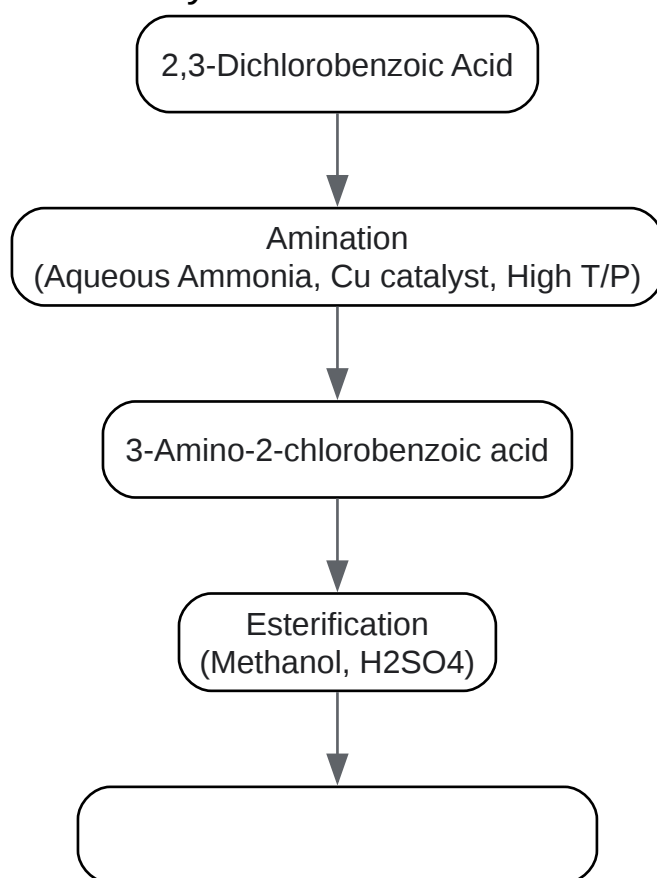 2,3-Dichlorobenzoic Acid
Amination
(Aqueous Ammonia, Cu catalyst, High T/P)
3-Amino-2-chlorobenzoic acid
Esterification
(Methanol, H2SO4)